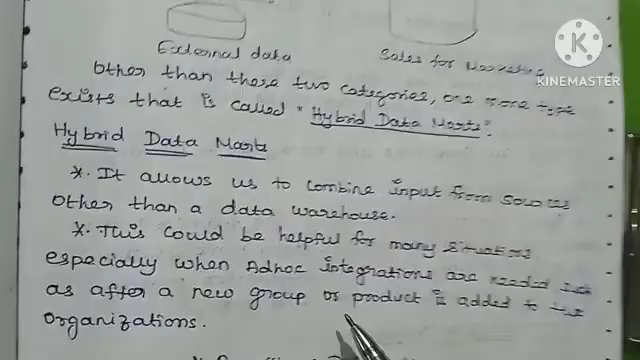 External data
Sales for Marketing
K
KINEMASTER
Other than these two categories, one more type
exists that is called "Hybrid Data Marts".
Hybrid Data Marts
*. It allows us to combine input from sources
other than a data warehouse.
*. This could be helpful for many situations
especially when Adhoc integrations are needed such
as after a new group or product is added to the
organizations.